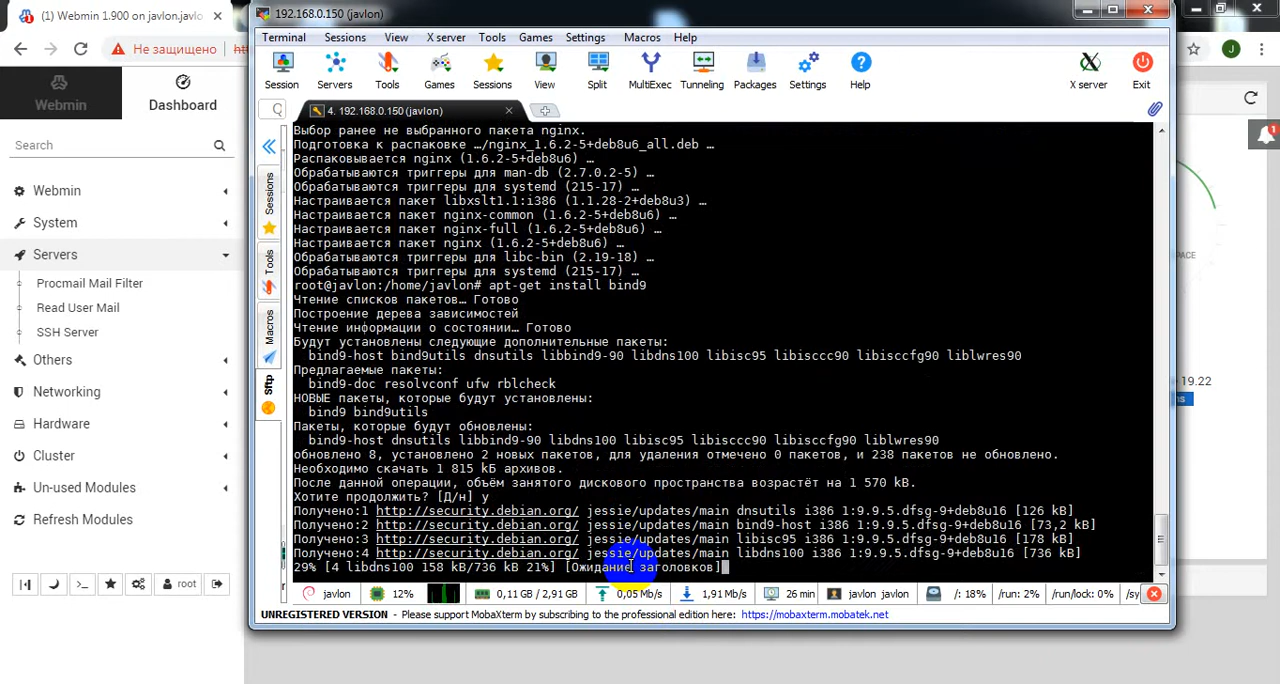 (1) Webmin 1.900 on javlon.javlo
192.168.0.150 (javlon)
Не защищено
Terminal Sessions View X server Tools Games Settings Macros Help
J
Session Servers Tools Games Sessions View Split MultiExec Tunneling Packages Settings Help X server Exit
Webmin
Dashboard
4. 192.168.0.150 (javlon)
Search
Webmin
System
Servers
Procmail Mail Filter
Read User Mail
SSH Server
Others
Networking
Hardware
Cluster
Un-used Modules
Refresh Modules
root
Sessions
Tools
Macros
Sftp
Выбор ранее не выбранного пакета nginx.
Подготовка к распаковке …/nginx_1.6.2-5+deb8u6_all.deb …
Распаковывается nginx (1.6.2-5+deb8u6) …
Обрабатываются триггеры для man-db (2.7.0.2-5) …
Обрабатываются триггеры для systemd (215-17) …
Настраивается пакет libxslt1.1:i386 (1.1.28-2+deb8u3) …
Настраивается пакет nginx-common (1.6.2-5+deb8u6) …
Настраивается пакет nginx-full (1.6.2-5+deb8u6) …
Настраивается пакет nginx (1.6.2-5+deb8u6) …
Обрабатываются триггеры для libc-bin (2.19-18) …
Обрабатываются триггеры для systemd (215-17) …
root@javlon:/home/javlon# apt-get install bind9
Чтение списков пакетов… Готово
Построение дерева зависимостей
Чтение информации о состоянии… Готово
Будут установлены следующие дополнительные пакеты:
bind9-host bind9utils dnsutils libbind9-90 libdns100 libisc95 libisccc90 libisccfg90 liblwres90
Предлагаемые пакеты:
bind9-doc resolvconf ufw rblcheck
НОВЫЕ пакеты, которые будут установлены:
bind9 bind9utils
Пакеты, которые будут обновлены:
bind9-host dnsutils libbind9-90 libdns100 libisc95 libisccc90 libisccfg90 liblwres90
обновлено 8, установлено 2 новых пакетов, для удаления отмечено 0 пакетов, и 238 пакетов не обновлено.
Необходимо скачать 1 815 kБ архивов.
После данной операции, объём занятого дискового пространства возрастёт на 1 570 kB.
Хотите продолжить? [Д/н] y
Получено:1 http://security.debian.org/ jessie/updates/main dnsutils i386 1:9.9.5.dfsg-9+deb8u16 [126 kB]
Получено:2 http://security.debian.org/ jessie/updates/main bind9-host i386 1:9.9.5.dfsg-9+deb8u16 [73,2 kB]
Получено:3 http://security.debian.org/ jessie/updates/main libisc95 i386 1:9.9.5.dfsg-9+deb8u16 [178 kB]
Получено:4 http://security.debian.org/ jessie/updates/main libdns100 i386 1:9.9.5.dfsg-9+deb8u16 [736 kB]
29% [4 libdns100 158 kB/736 kB 21%] [Ожидание заголовков]
javlon 12% 0,11 GB / 2,91 GB 0,05 Mb/s 1,91 Mb/s 26 min javlon javlon /: 18% /run: 2% /run/lock: 0% /sy
UNREGISTERED VERSION - Please support MobaXterm by subscribing to the professional edition here: https://mobaxterm.mobatek.net
1
PACE
19.22